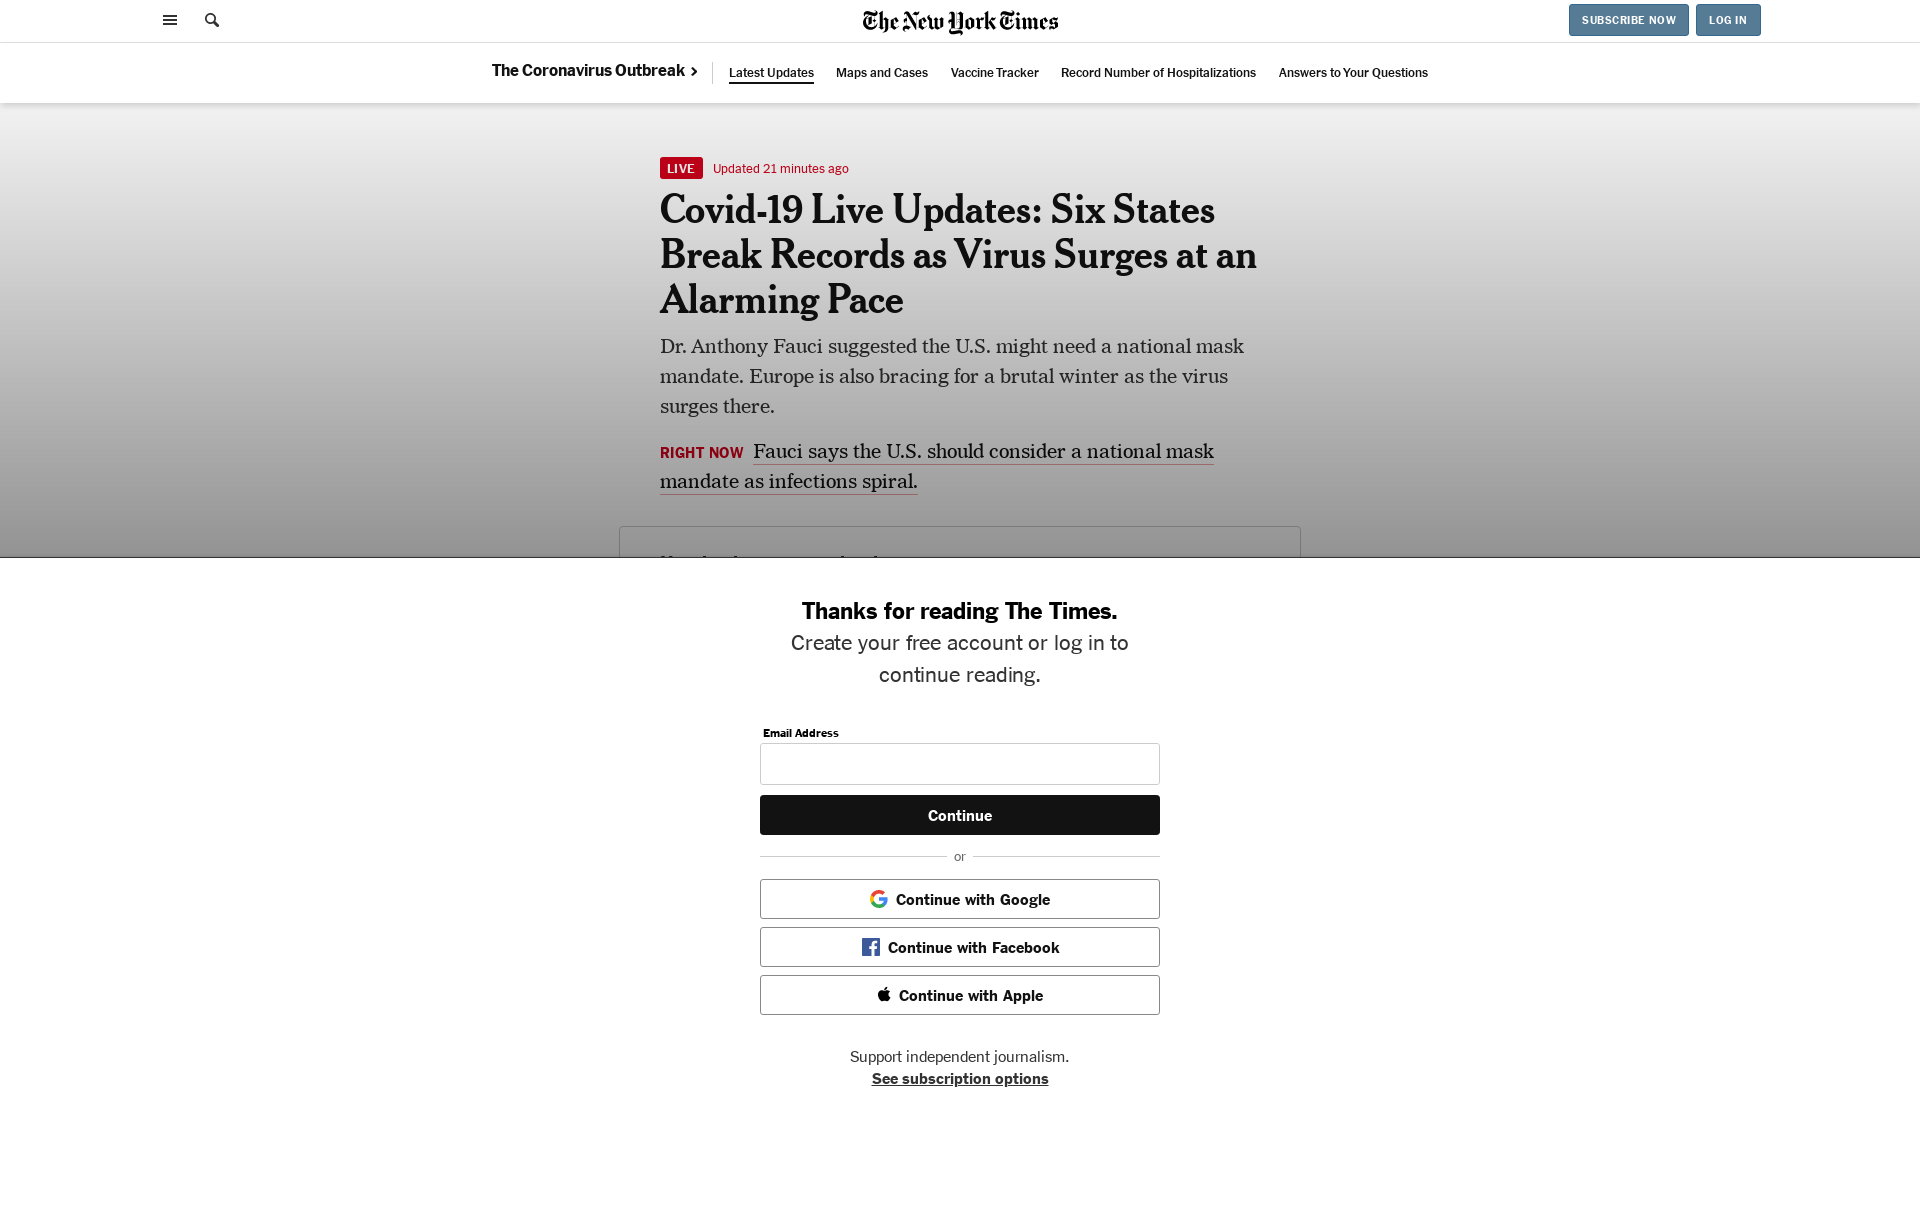 The New York Times
SUBSCRIBE NOW
LOG IN
The Coronavirus Outbreak
Latest Updates
Maps and Cases
Vaccine Tracker
Record Number of Hospitalizations
Answers to Your Questions
LIVE Updated 21 minutes ago
Covid-19 Live Updates: Six States
Break Records as Virus Surges at an
Alarming Pace
Dr. Anthony Fauci suggested the U.S. might need a national mask
mandate. Europe is also bracing for a brutal winter as the virus
surges there.
RIGHT NOW Fauci says the U.S. should consider a national mask
mandate as infections spiral.
Thanks for reading The Times.
Create your free account or log in to
continue reading.
Email Address
Continue
or
Continue with Google
Continue with Facebook
Continue with Apple
Support independent journalism.
See subscription options